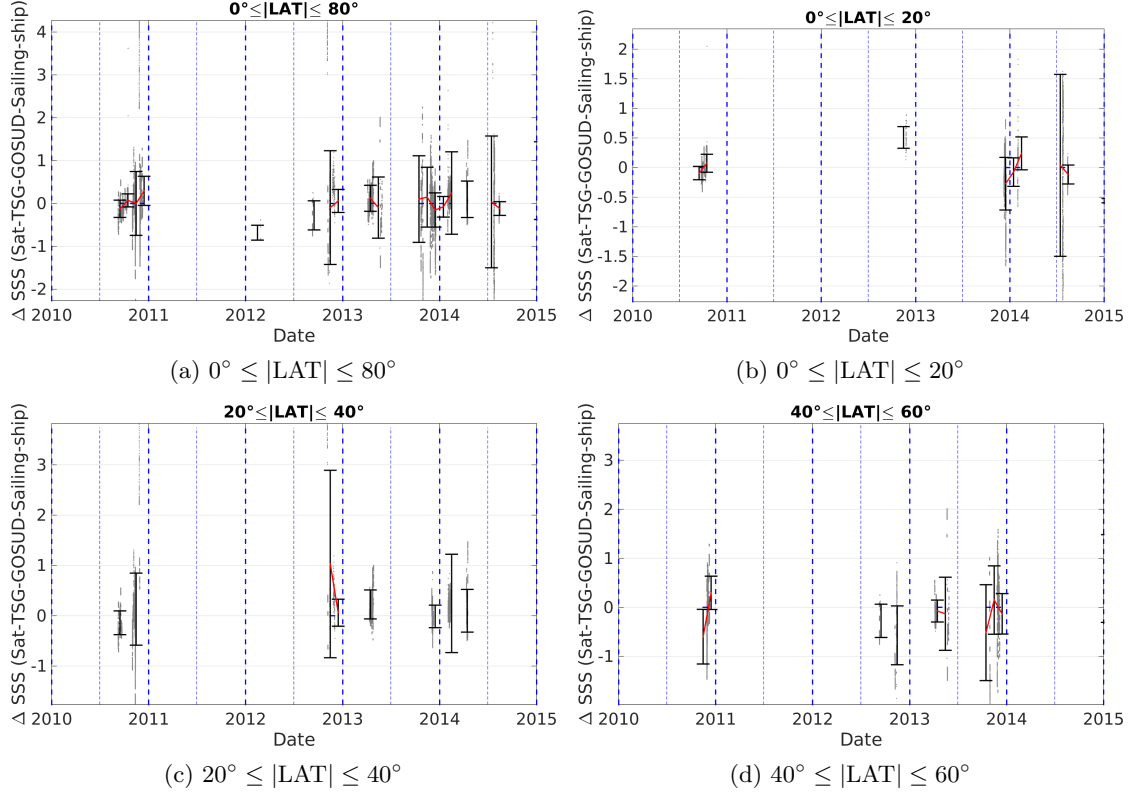 0°≤|LAT|≤ 80°
Δ SSS (Sat-TSG-GOSUD-Sailing-ship)
4
3
2
1
0
-1
-2
2010 2011 2012 2013 2014 2015
Date
(a) 0° ≤ |LAT| ≤ 80°
0°≤|LAT|≤ 20°
Δ SSS (Sat-TSG-GOSUD-Sailing-ship)
2
1.5
1
0.5
0
-0.5
-1
-1.5
-2
2010 2011 2012 2013 2014 2015
Date
(b) 0° ≤ |LAT| ≤ 20°
20°≤|LAT|≤ 40°
Δ SSS (Sat-TSG-GOSUD-Sailing-ship)
3
2
1
0
-1
2010 2011 2012 2013 2014 2015
Date
(c) 20° ≤ |LAT| ≤ 40°
40°≤|LAT|≤ 60°
Δ SSS (Sat-TSG-GOSUD-Sailing-ship)
3
2
1
0
-1
2010 2011 2012 2013 2014 2015
Date
(d) 40° ≤ |LAT| ≤ 60°